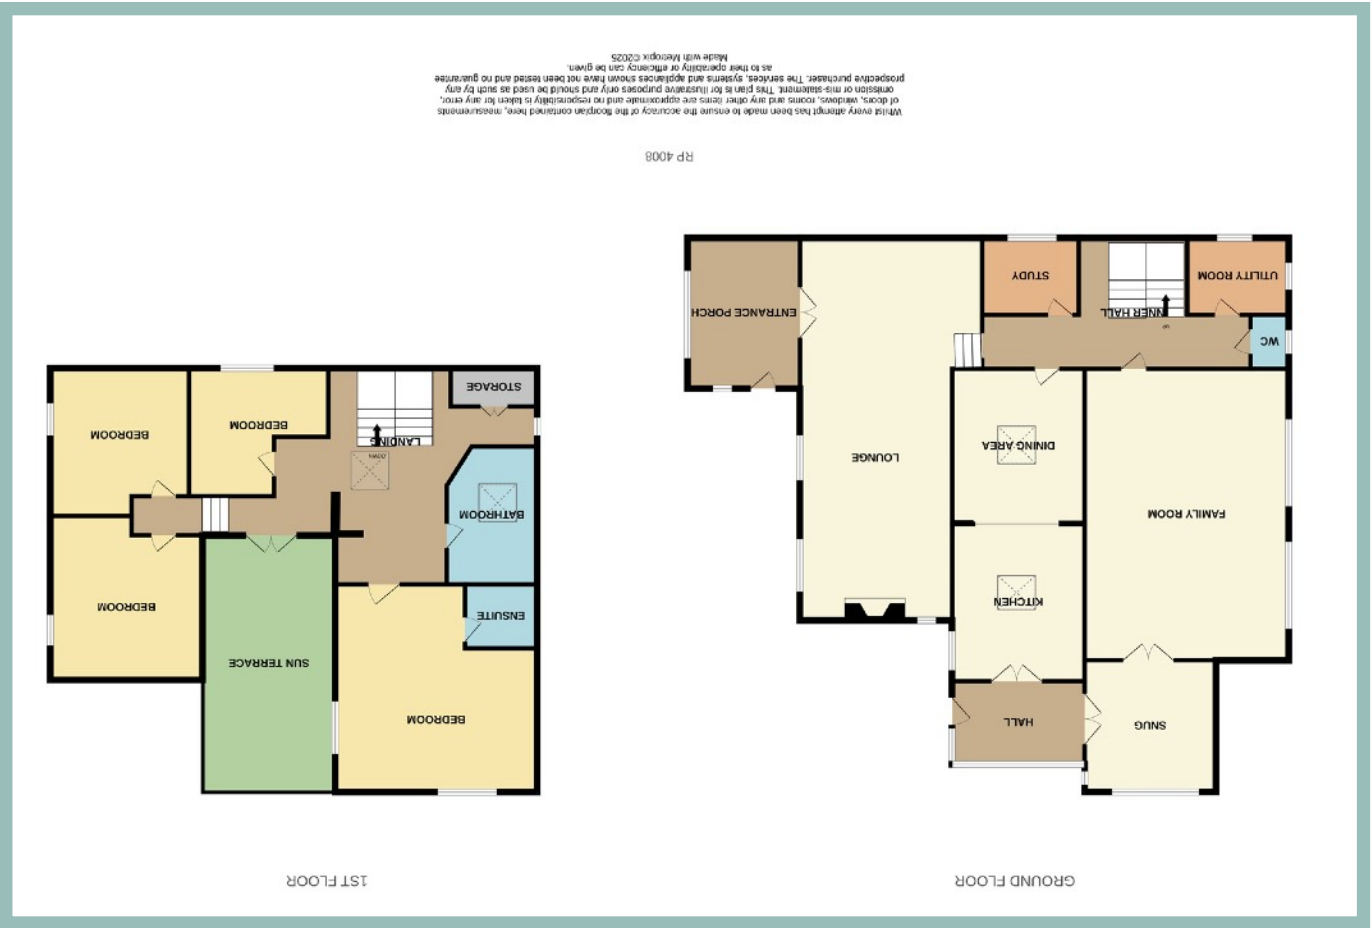 GROUND FLOOR
SNUG
HALL
KITCHEN
FAMILY ROOM
DINING AREA
LOUNGE
WC
UP
INNER HALL
ENTRANCE PORCH
UTILITY ROOM
STUDY
1ST FLOOR
BEDROOM
SUN TERRACE
ENSUITE
BEDROOM
BATHROOM
DOWN
LANDING
BEDROOM
BEDROOM
STORAGE
RP 4008
Whilst every attempt has been made to ensure the accuracy of the floorplan contained here, measurements
of doors, windows, rooms and any other items are approximate and no responsibility is taken for any error,
omission or mis-statement. This plan is for illustrative purposes only and should be used as such by any
prospective purchaser. The services, systems and appliances shown have not been tested and no guarantee
as to their operability or efficiency can be given.
Made with Metropix ©2025